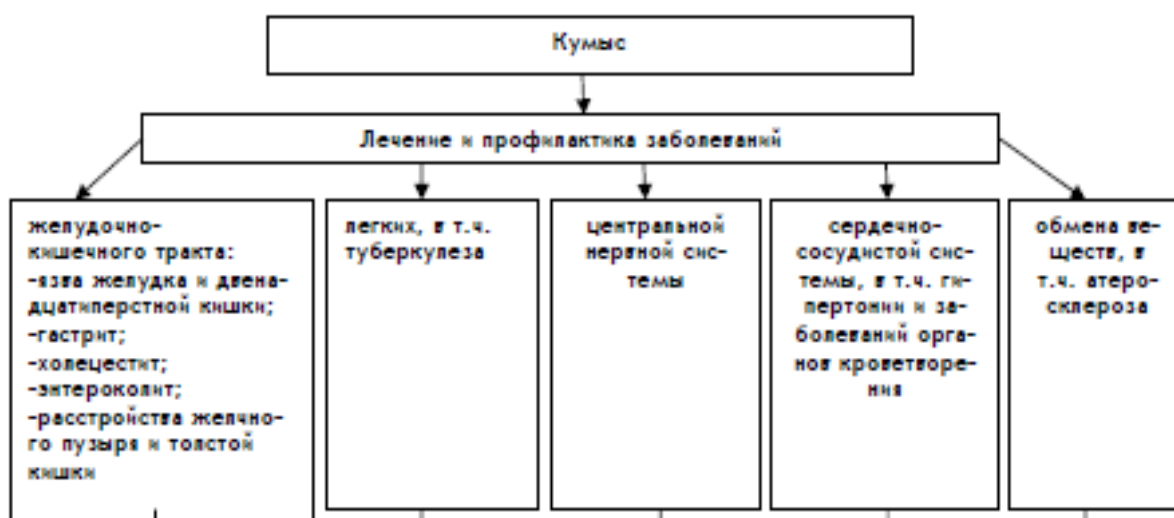 Кумыс
Лечение и профилактика заболеваний
желудочно-
кишечного тракта:
-язва желудка и двена-
дцатиперстной кишки;
-гастрит;
-холецестит;
-энтероколит;
-расстройства желчно-
го пузыря и толстой
кишки
легких, в т.ч.
туберкулеза
центральной
нервной сис-
темы
сердечно-
сосудистой сис-
темы, в т.ч. ги-
пертонии и за-
болеваний орга-
нов кроветворе-
ния
обмена ве-
ществ, в
т.ч. атеро-
склероза